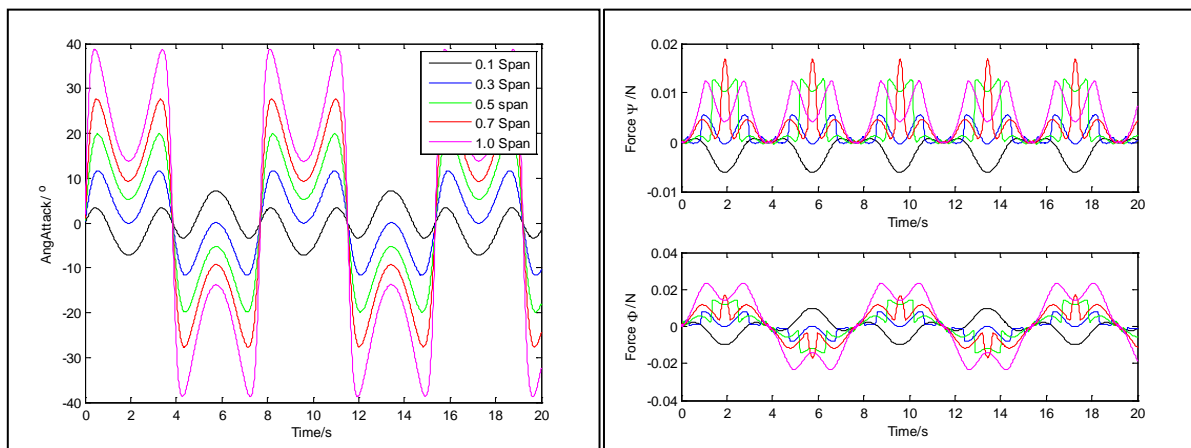 40
30
20
10
0
-10
-20
-30
-40
AngAttack/ °
0 2 4 6 8 10 12 14 16 18 20
Time/s
0.1 Span
0.3 Span
0.5 span
0.7 Span
1.0 Span
0.02
0.01
0
-0.01
Force Ψ /N
0 2 4 6 8 10 12 14 16 18 20
Time/s
0.04
0.02
0
-0.02
-0.04
Force Φ/N
0 2 4 6 8 10 12 14 16 18 20
Time/s